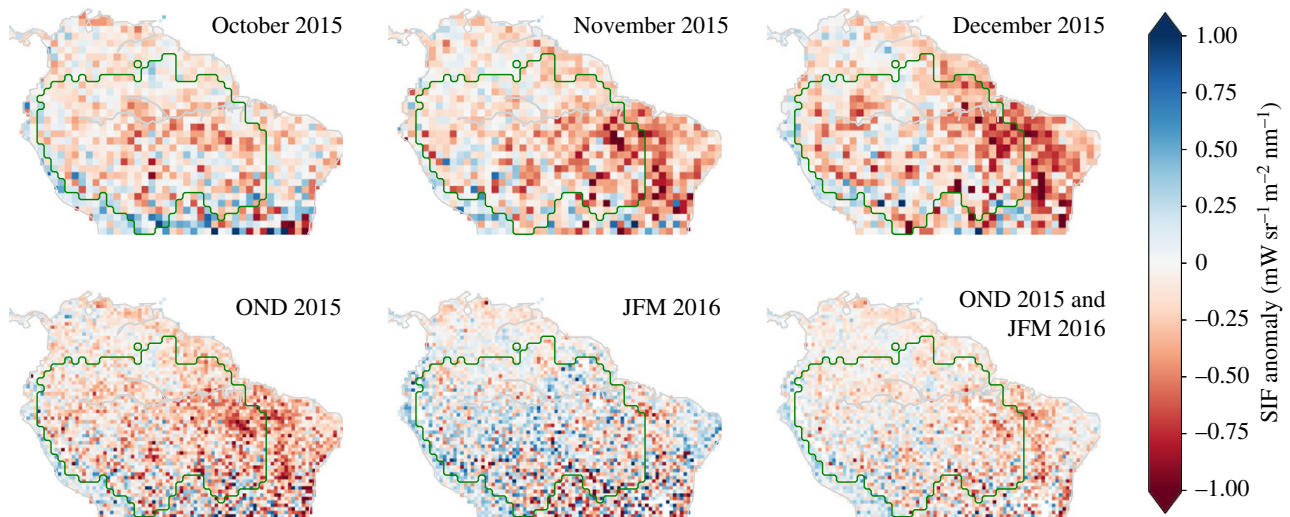 October 2015
November 2015
December 2015
OND 2015
JFM 2016
OND 2015 and
JFM 2016
1.00
0.75
0.50
0.25
0
−0.25
−0.50
−0.75
−1.00
SIF anomaly (mW sr⁻¹ m⁻² nm⁻¹)